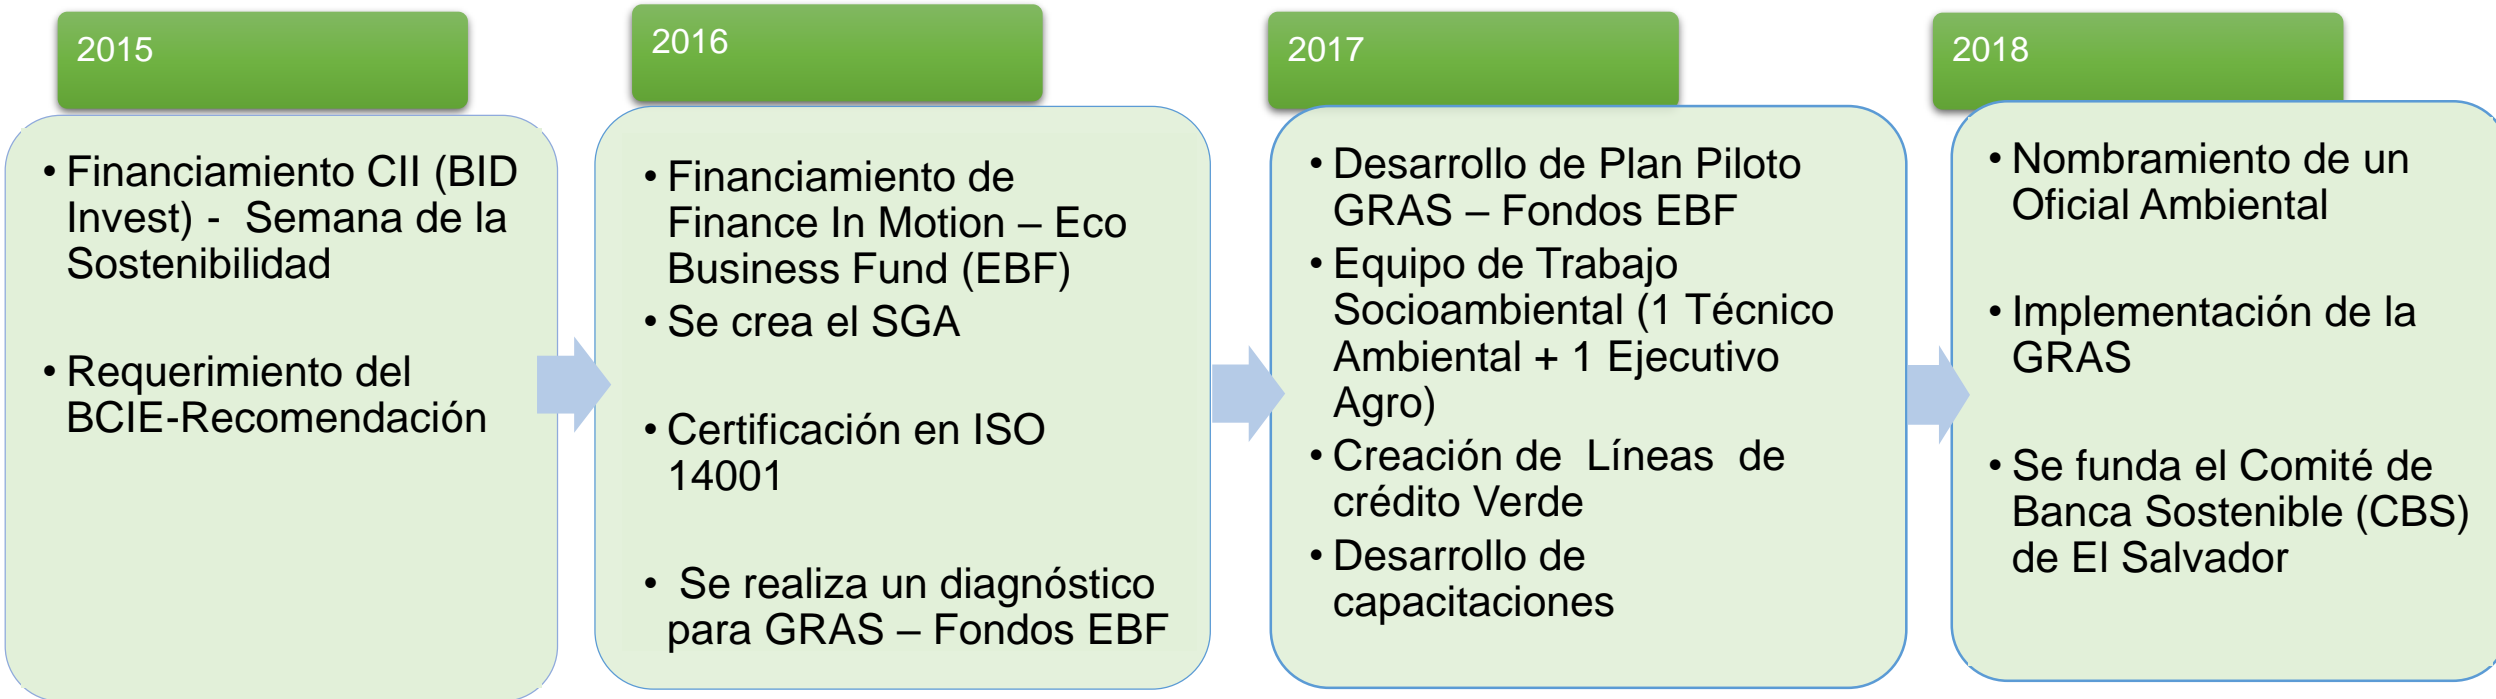 2015
• Financiamiento CII (BID
Invest) - Semana de la
Sostenibilidad
• Requerimiento del
BCIE-Recomendación
2016
• Financiamiento de
Finance In Motion – Eco
Business Fund (EBF)
• Se crea el SGA
• Certificación en ISO
14001
• Se realiza un diagnóstico
para GRAS – Fondos EBF
2017
• Desarrollo de Plan Piloto
GRAS – Fondos EBF
• Equipo de Trabajo
Socioambiental (1 Técnico
Ambiental + 1 Ejecutivo
Agro)
• Creación de Líneas de
crédito Verde
• Desarrollo de
capacitaciones
2018
• Nombramiento de un
Oficial Ambiental
• Implementación de la
GRAS
• Se funda el Comité de
Banca Sostenible (CBS)
de El Salvador